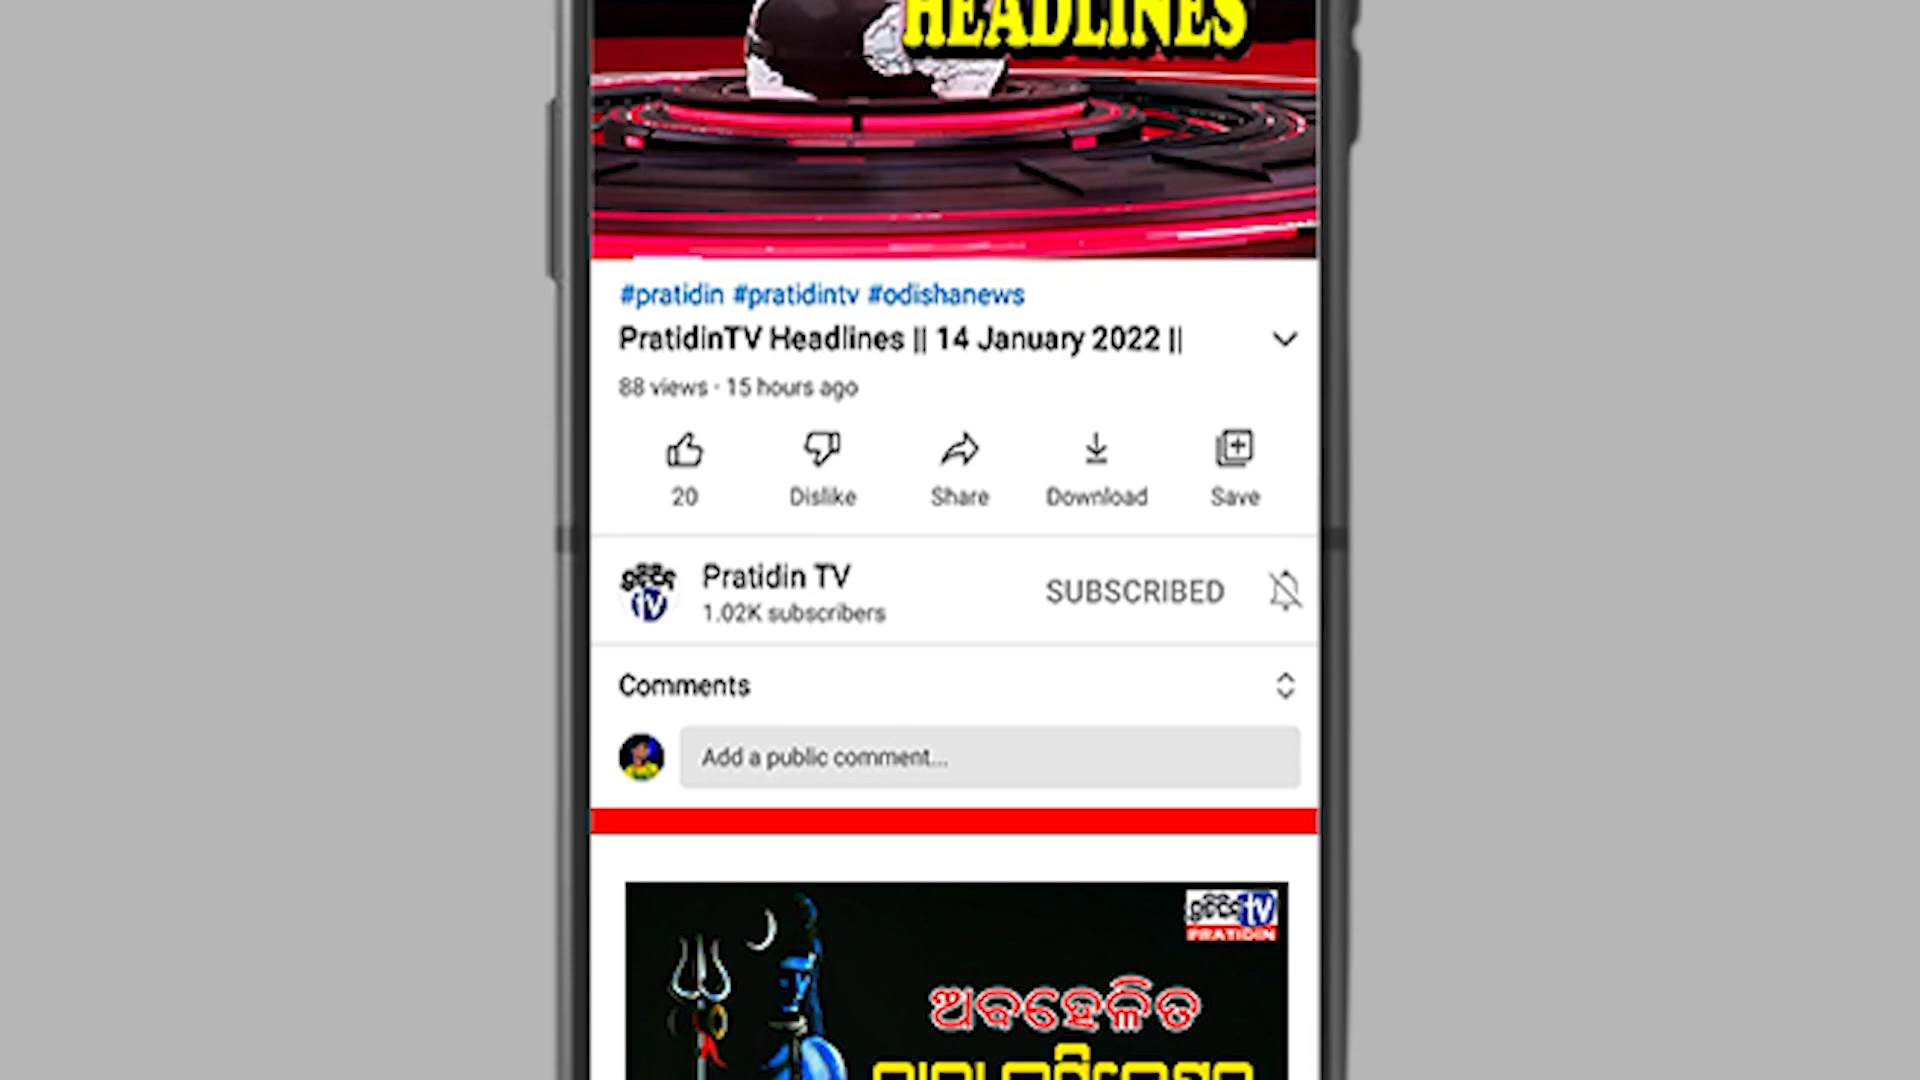 HEADLINES
#pratidin #pratidintv #odishanews
PratidinTV Headlines || 14 January 2022 ||
88 views · 15 hours ago
20 Dislike Share Download Save
Pratidin TV
1.02K subscribers
SUBSCRIBED
Comments
Add a public comment...
tv
PRATIDIN
ଅବହେଳିତ